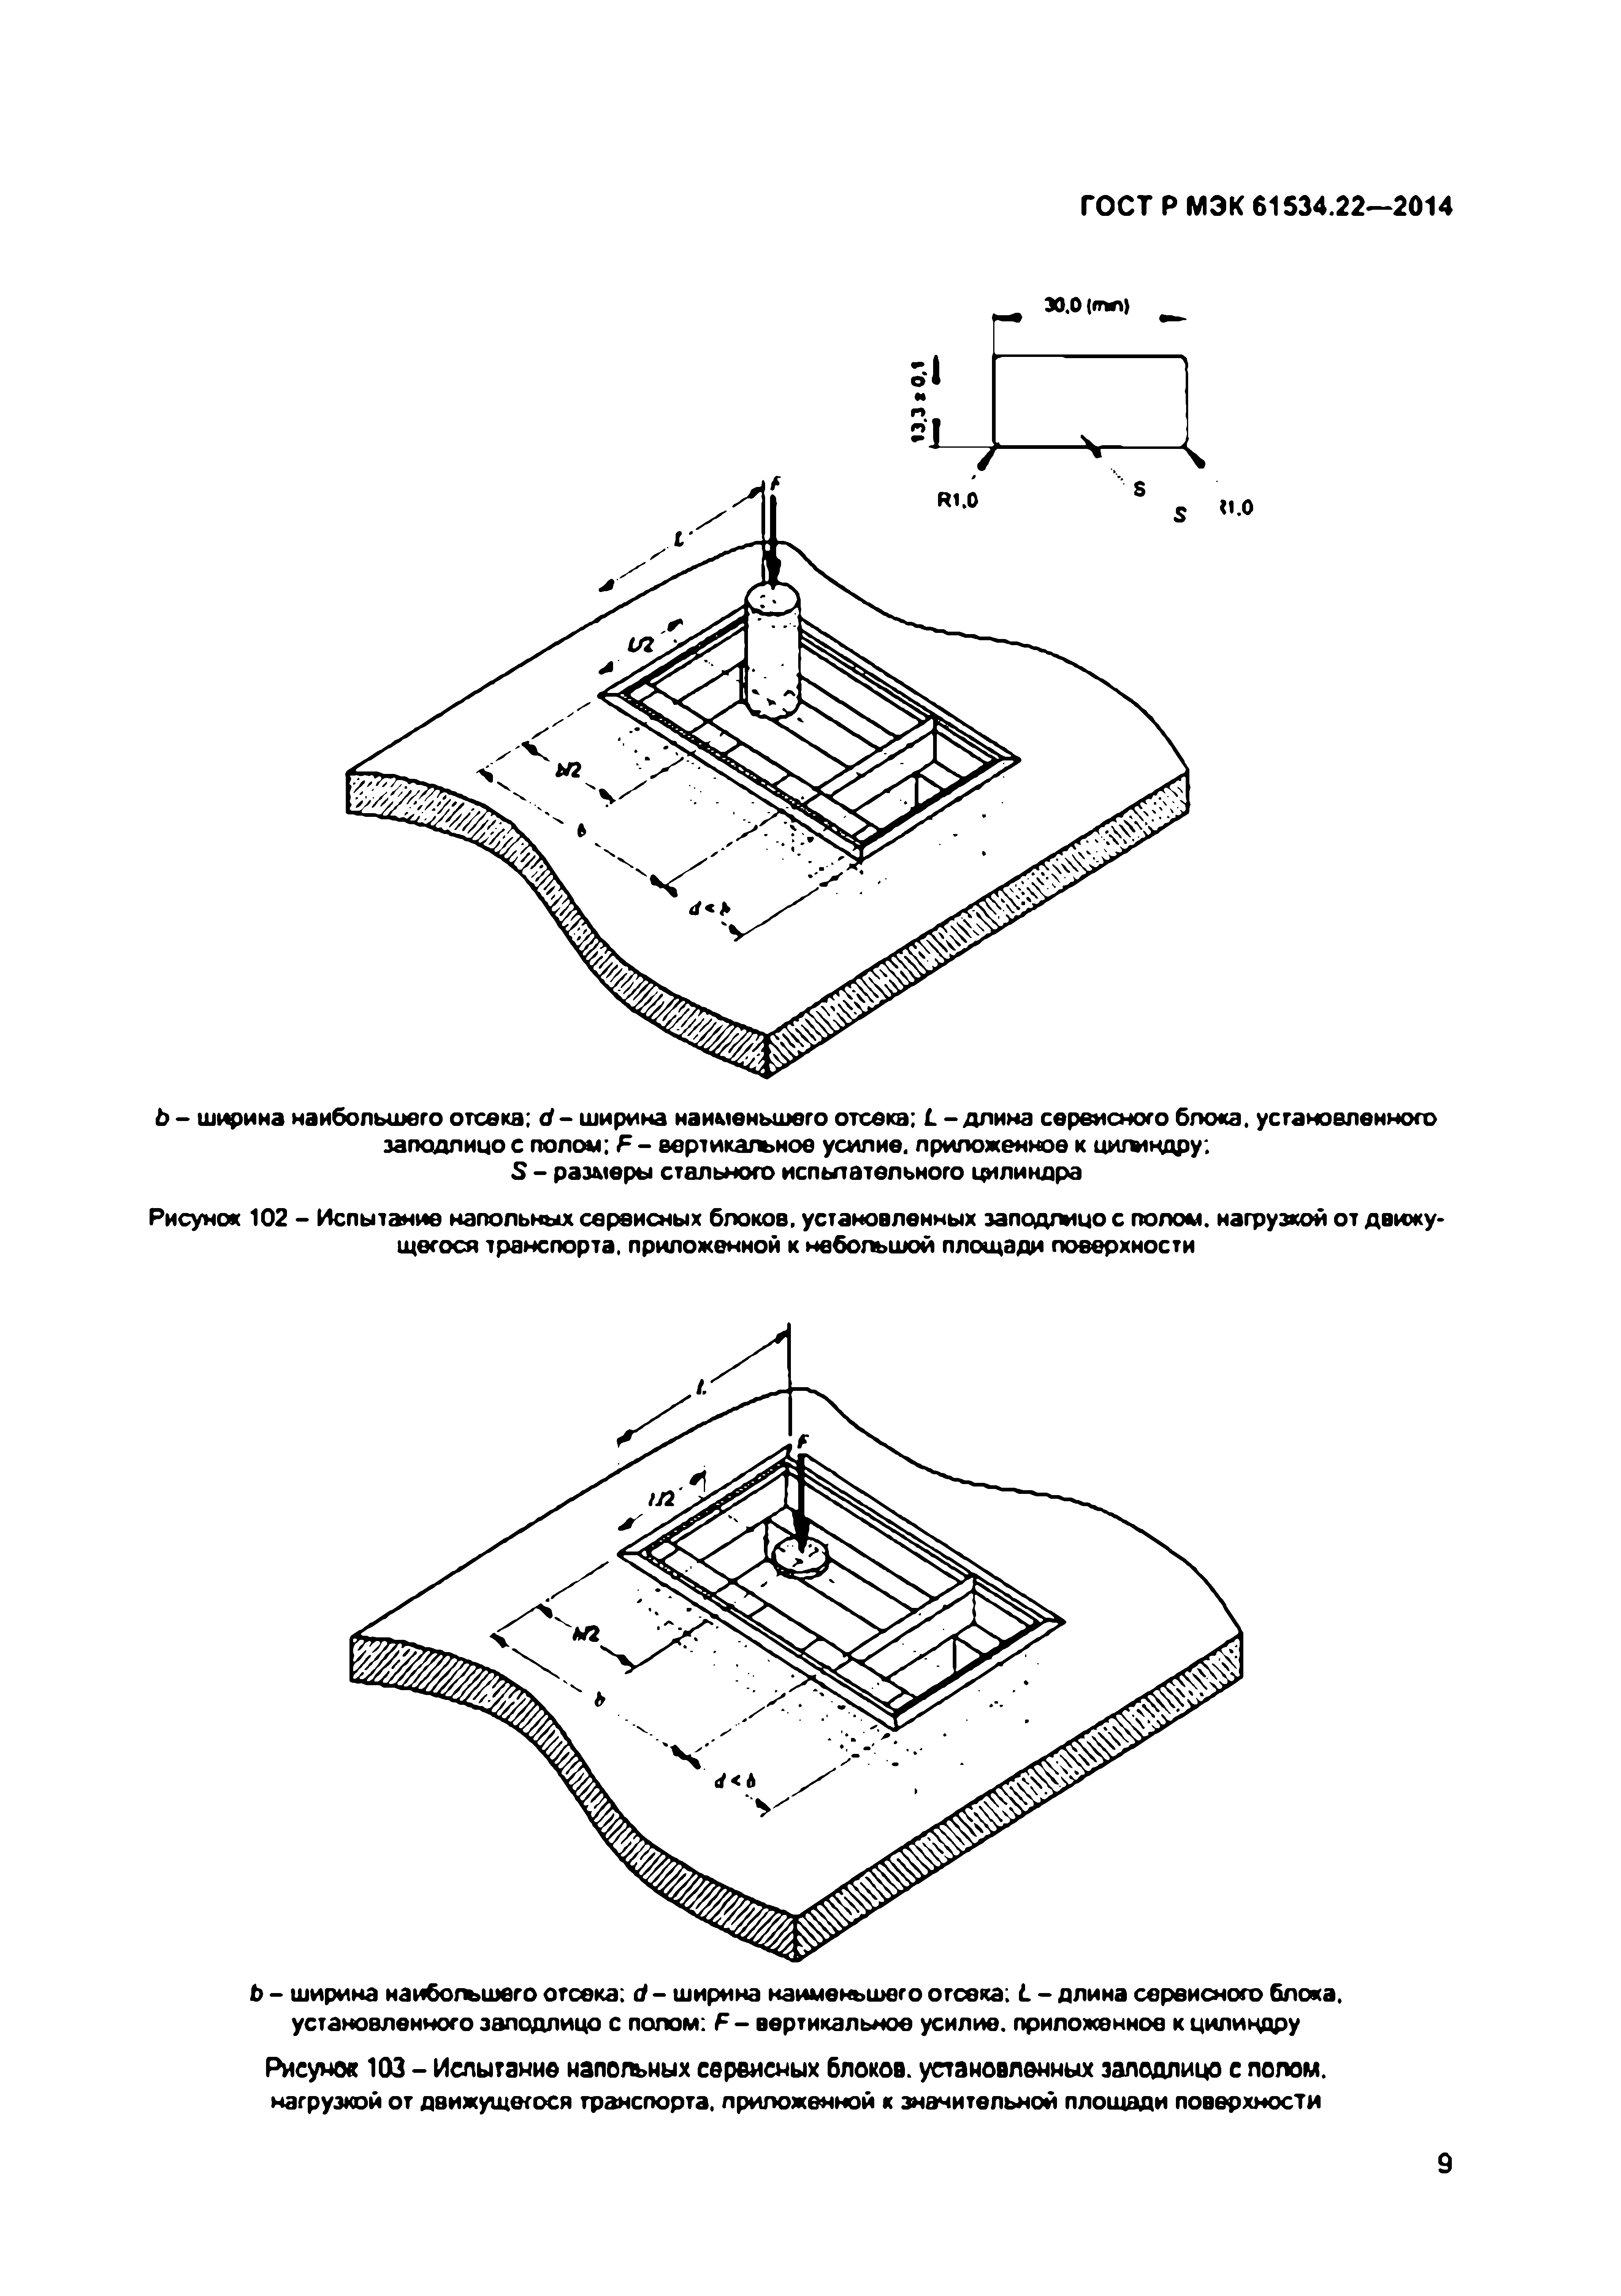 ГОСТ Р МЭК 61534.22—2014
30,0 (min)
13,3 ± 0,1
R1,0
S
S
R1,0
F
L
L/2
b/2
b
d < b
b – ширина наибольшего отсека; d – ширина наименьшего отсека; L – длина сервисного блока, установленного
заподлицо с полом; F – вертикальное усилие, приложенное к цилиндру;
S – размеры стального испытательного цилиндра
Рисунок 102 – Испытание напольных сервисных блоков, установленных заподлицо с полом, нагрузкой от движу-
щегося транспорта, приложенной к небольшой площади поверхности
L
F
L/2
b/2
b
d < b
b – ширина наибольшего отсека; d – ширина наименьшего отсека; L – длина сервисного блока,
установленного заподлицо с полом; F – вертикальное усилие, приложенное к цилиндру
Рисунок 103 – Испытание напольных сервисных блоков, установленных заподлицо с полом,
нагрузкой от движущегося транспорта, приложенной к значительной площади поверхности
9